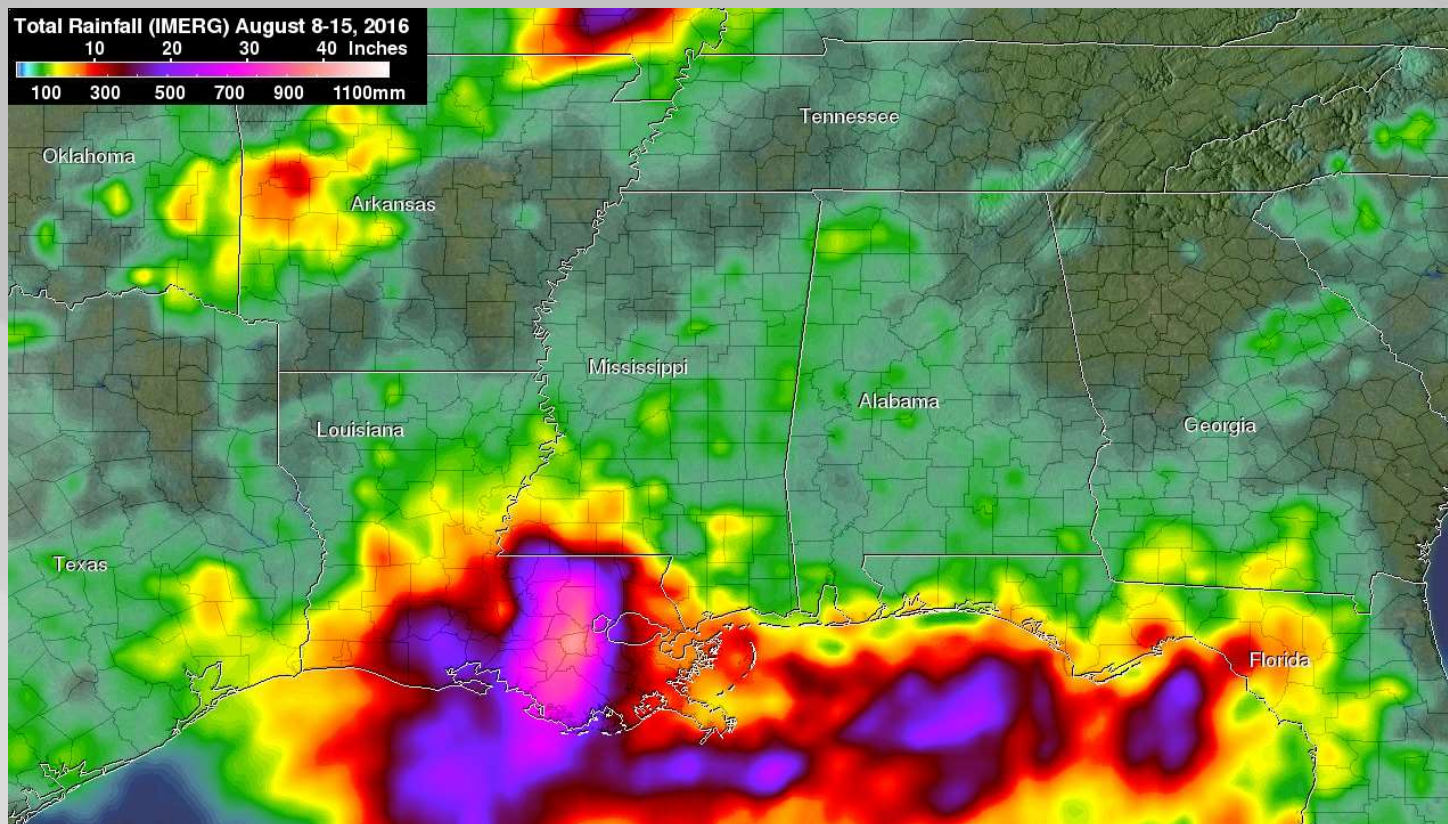 Total Rainfall (IMERG) August 8-15, 2016
10 20 30 40 Inches
100 300 500 700 900 1100mm
Tennessee
Oklahoma
Arkansas
Mississippi
Alabama
Louisiana
Georgia
Texas
Florida